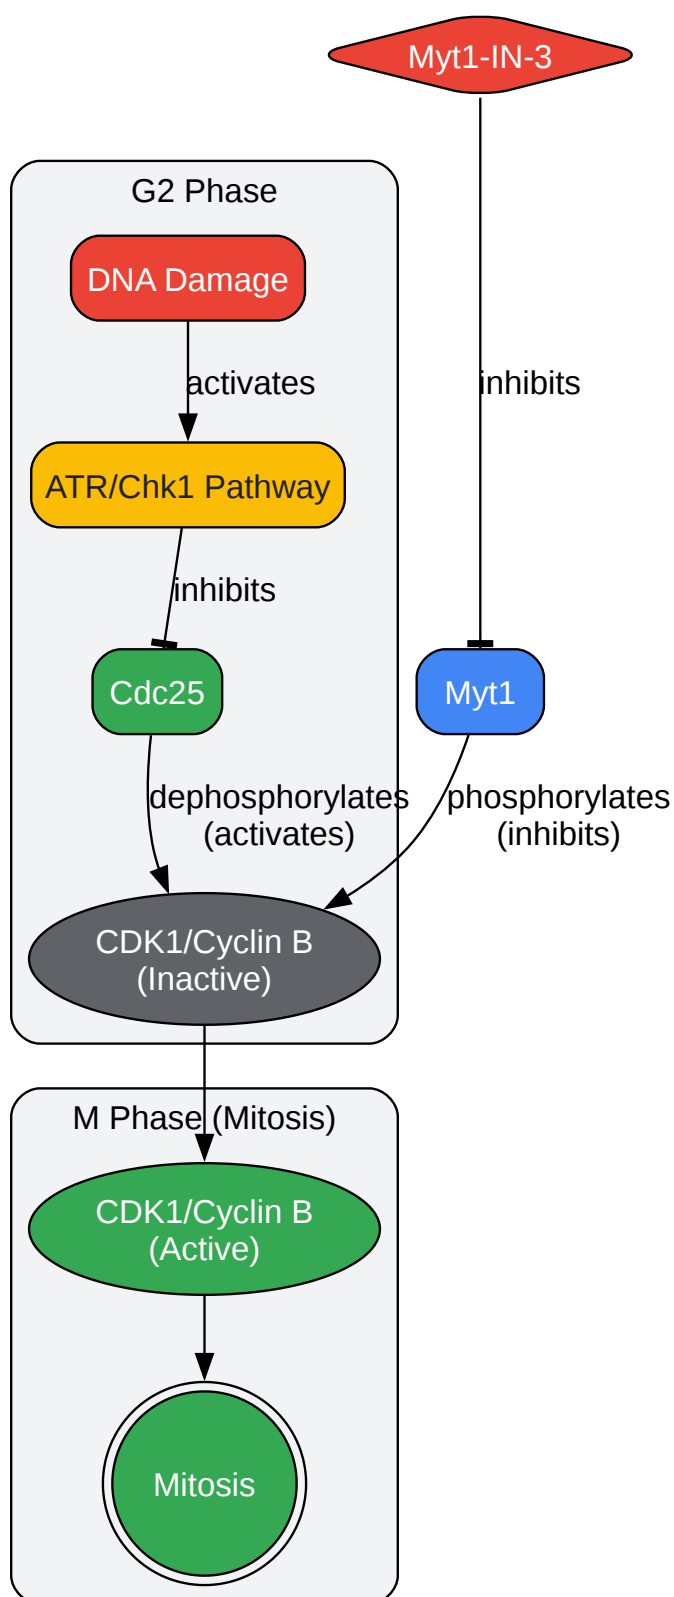 Myt1-IN-3
G2 Phase
DNA Damage
activates
inhibits
ATR/Chk1 Pathway
inhibits
Cdc25
Myt1
dephosphorylates
(activates)
phosphorylates
(inhibits)
CDK1/Cyclin B
(Inactive)
M Phase (Mitosis)
CDK1/Cyclin B
(Active)
Mitosis